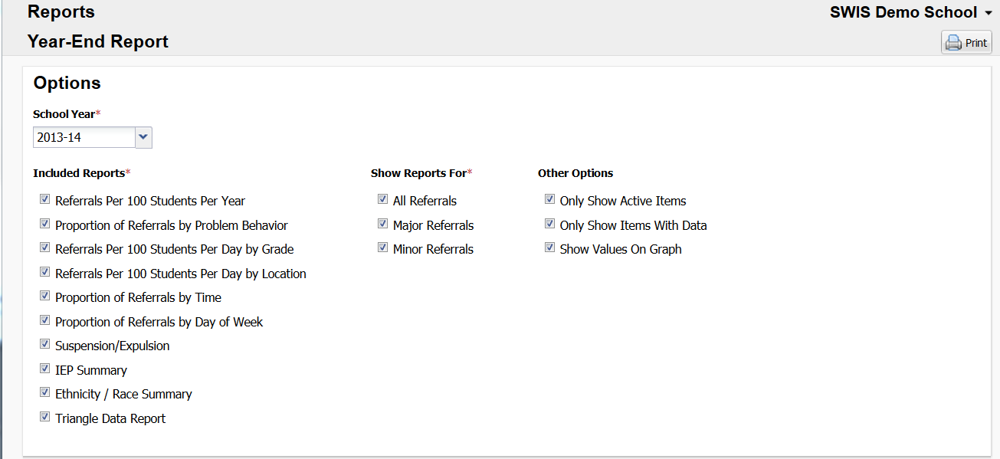 Reports
SWIS Demo School
Year-End Report
Print
Options
School Year*
2013-14
Included Reports*
Referrals Per 100 Students Per Year
Proportion of Referrals by Problem Behavior
Referrals Per 100 Students Per Day by Grade
Referrals Per 100 Students Per Day by Location
Proportion of Referrals by Time
Proportion of Referrals by Day of Week
Suspension/Expulsion
IEP Summary
Ethnicity / Race Summary
Triangle Data Report
Show Reports For*
All Referrals
Major Referrals
Minor Referrals
Other Options
Only Show Active Items
Only Show Items With Data
Show Values On Graph